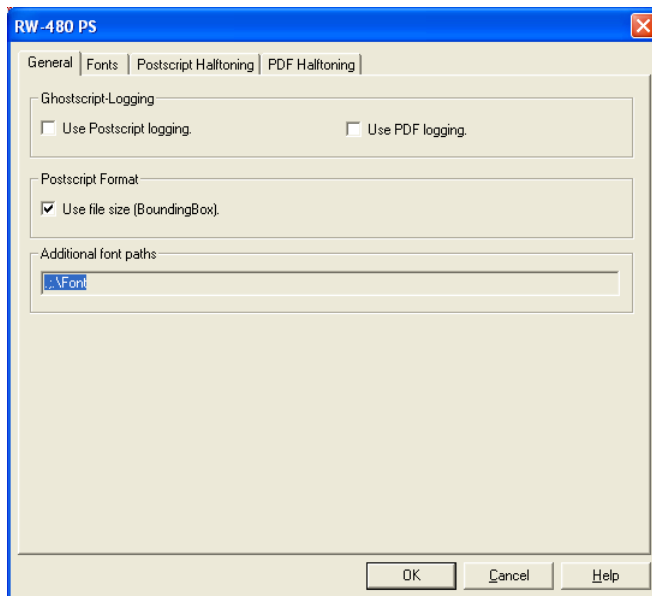 RW-480 PS
General Fonts Postscript Halftoning PDF Halftoning
Ghostscript-Logging
Use Postscript logging. Use PDF logging.
Postscript Format
Use file size (BoundingBox).
Additional font paths
.;.\Font
OK Cancel Help